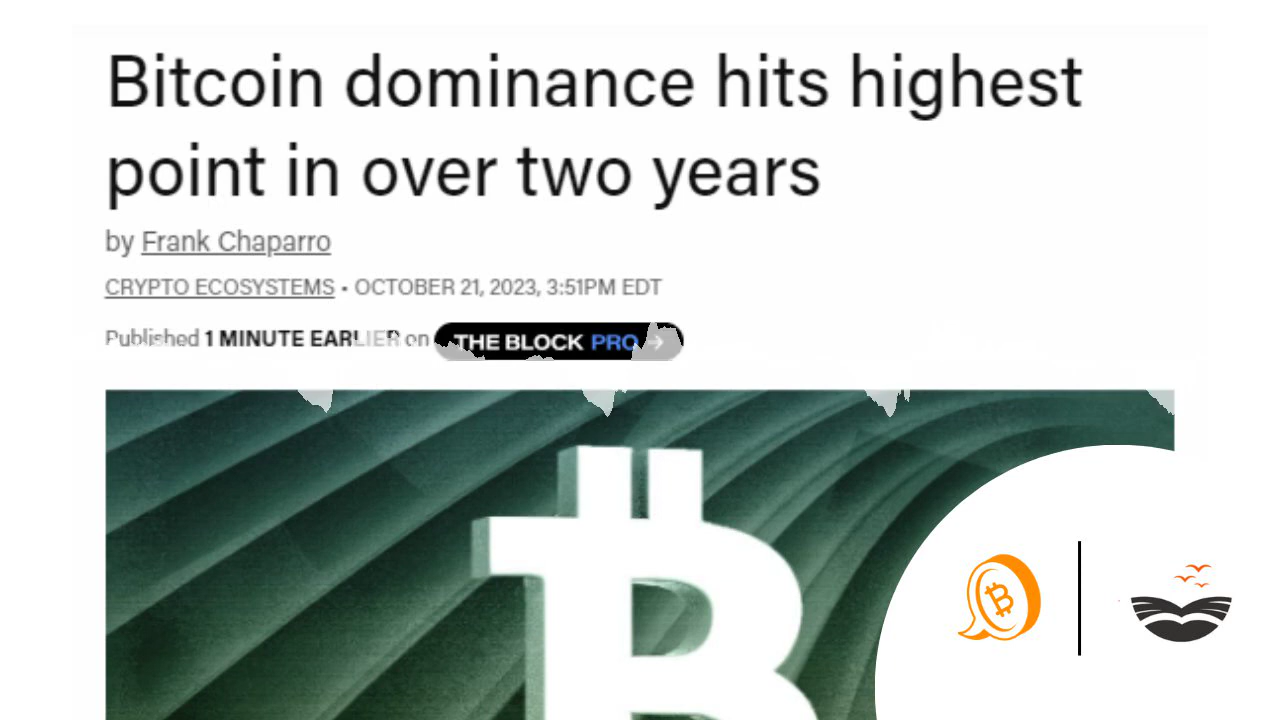 Bitcoin dominance hits highest
point in over two years
by Frank Chaparro
CRYPTO ECOSYSTEMS • OCTOBER 21, 2023, 3:51PM EDT
Published 1 MINUTE EARLIER on THE BLOCK PRO →